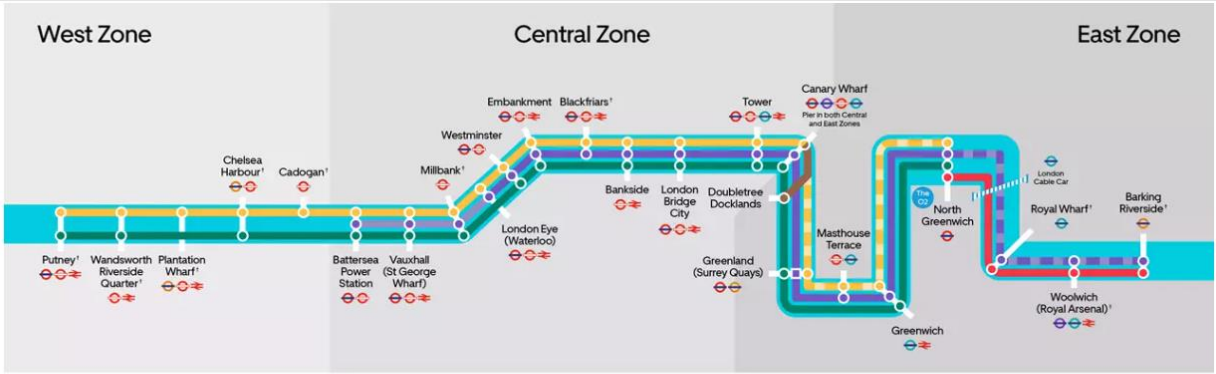 West Zone
Central Zone
East Zone
Chelsea
Harbour†
Cadogan†
Millbank†
Westminster
Embankment
Blackfriars†
Tower
Canary Wharf
Pier in both Central
and East Zones
Putney†
Wandsworth
Riverside
Quarter†
Plantation
Wharf†
Battersea
Power
Station
Vauxhall
(St George
Wharf)
London Eye
(Waterloo)
Bankside
London
Bridge
City
Doubletree
Docklands
Greenland
(Surrey Quays)
Masthouse
Terrace
Greenwich
The
O2
North
Greenwich
London
Cable Car
Royal Wharf†
Woolwich
(Royal Arsenal)†
Barking
Riverside†